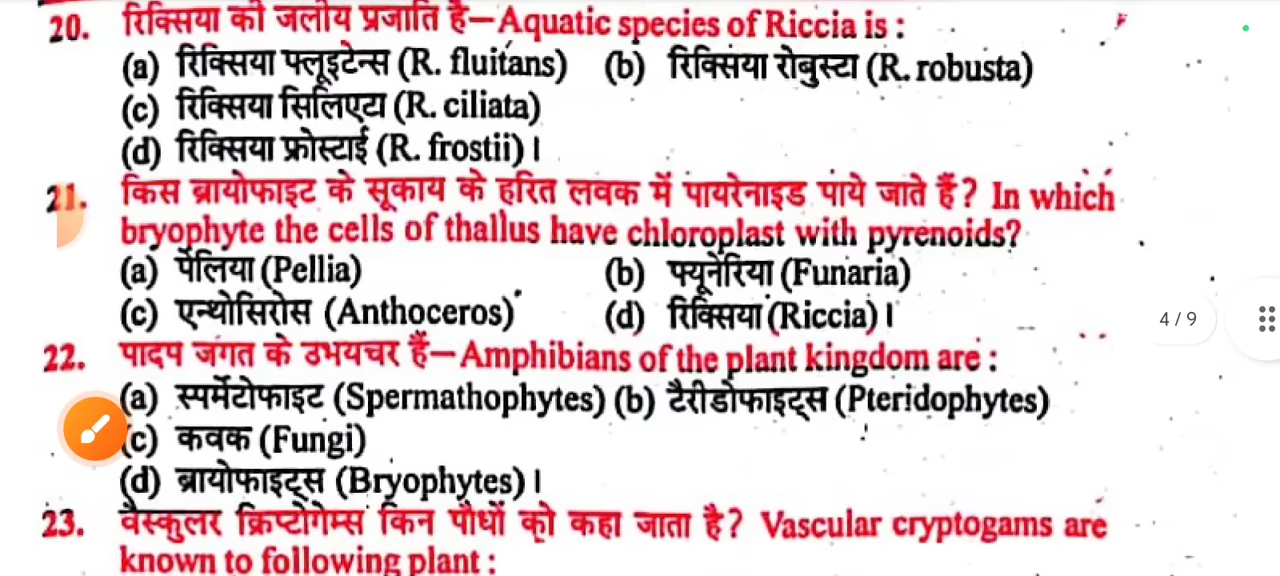 20. रिक्सिया की जलीय प्रजाति है—Aquatic species of Riccia is :
(a) रिक्सिया फ्लूइटेन्स (R. fluitans) (b) रिक्सिया रोबुस्टा (R. robusta)
(c) रिक्सिया सिलिएटा (R. ciliata)
(d) रिक्सिया फ्रोस्टाई (R. frostii) ।
21. किस ब्रायोफाइट के सूकाय के हरित लवक में पायरेनाइड पाये जाते हैं? In which
bryophyte the cells of thallus have chloroplast with pyrenoids?
(a) पेलिया (Pellia) (b) फ्यूनेरिया (Funaria)
(c) एन्थोसिरोस (Anthoceros) (d) रिक्सिया (Riccia) ।
4 / 9
22. पादप जगत के उभयचर हैं—Amphibians of the plant kingdom are :
(a) स्पर्मेटोफाइट (Spermathophytes) (b) टैरीडोफाइट्स (Pteridophytes)
(c) कवक (Fungi)
(d) ब्रायोफाइट्स (Bryophytes) ।
23. वैस्कुलर क्रिप्टोगेम्स किन पौधों को कहा जाता है? Vascular cryptogams are
known to following plant :